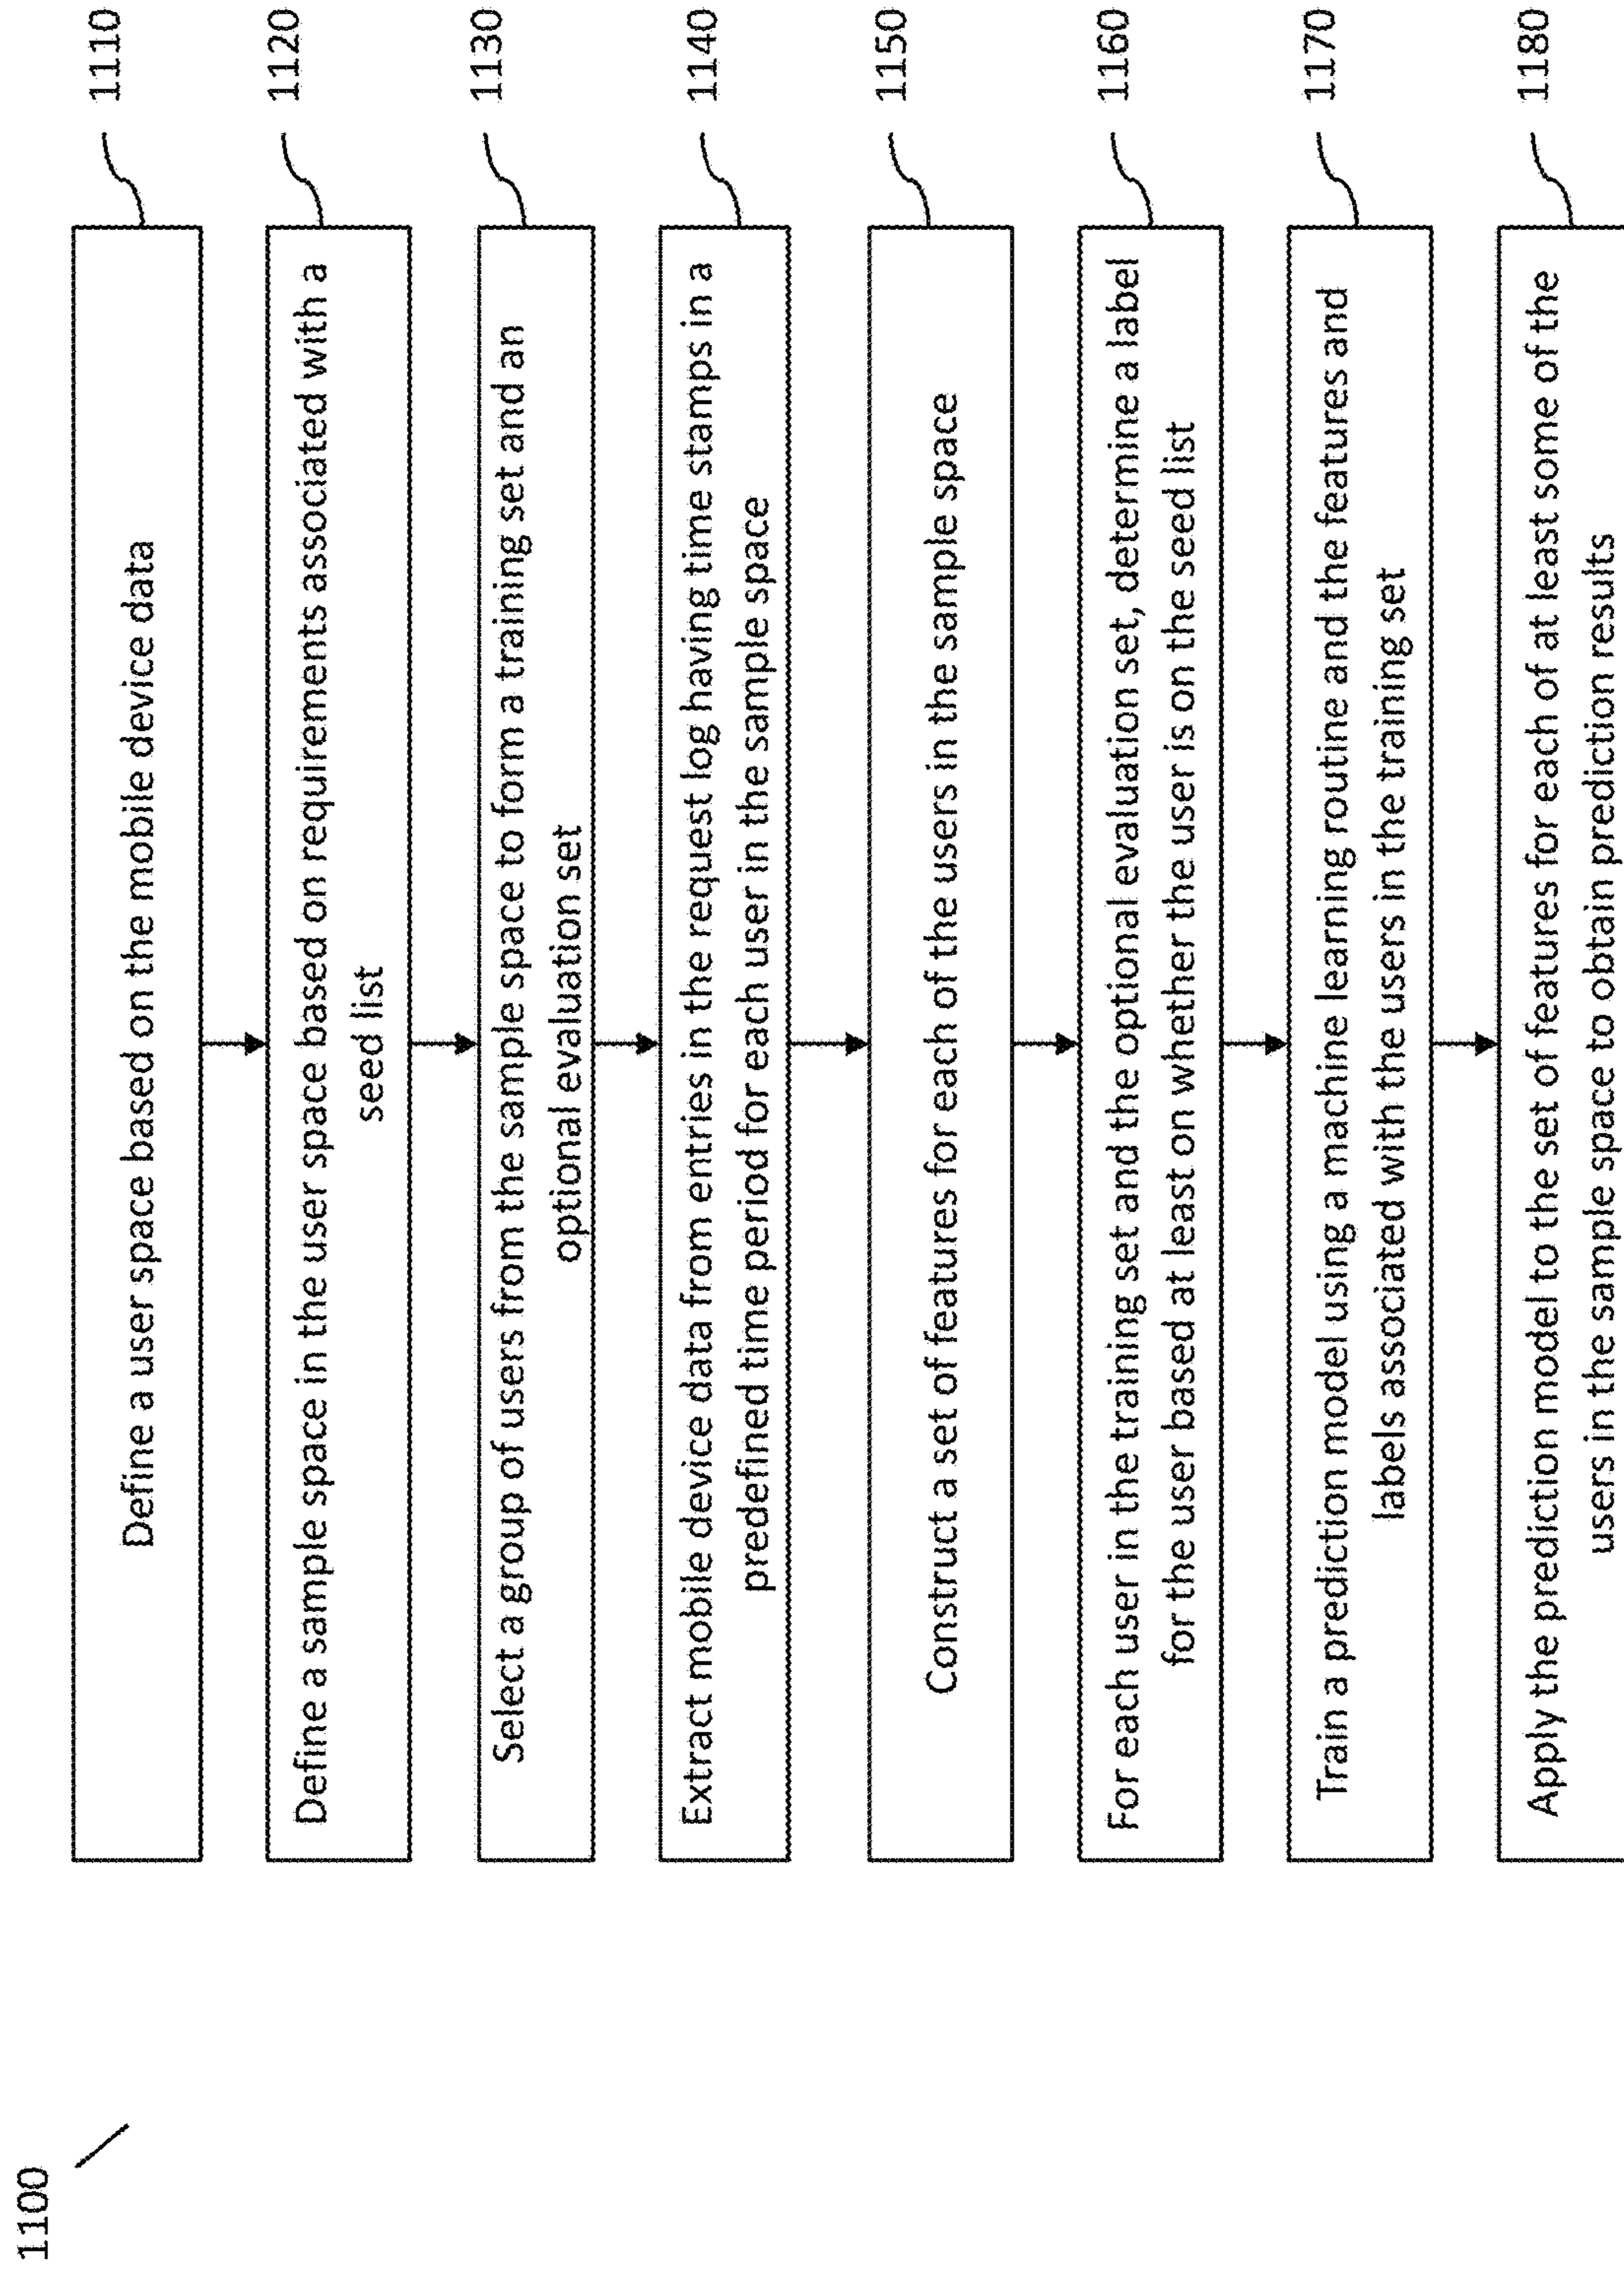 1100
Define a user space based on the mobile device data
1110
Define a sample space in the user space based on requirements associated with a
seed list
1120
Select a group of users from the sample space to form a training set and an
optional evaluation set
1130
Extract mobile device data from entries in the request log having time stamps in a
predefined time period for each user in the sample space
1140
Construct a set of features for each of the users in the sample space
1150
For each user in the training set and the optional evaluation set, determine a label
for the user based at least on whether the user is on the seed list
1160
Train a prediction model using a machine learning routine and the features and
labels associated with the users in the training set
1170
Apply the prediction model to the set of features for each of at least some of the
users in the sample space to obtain prediction results
1180